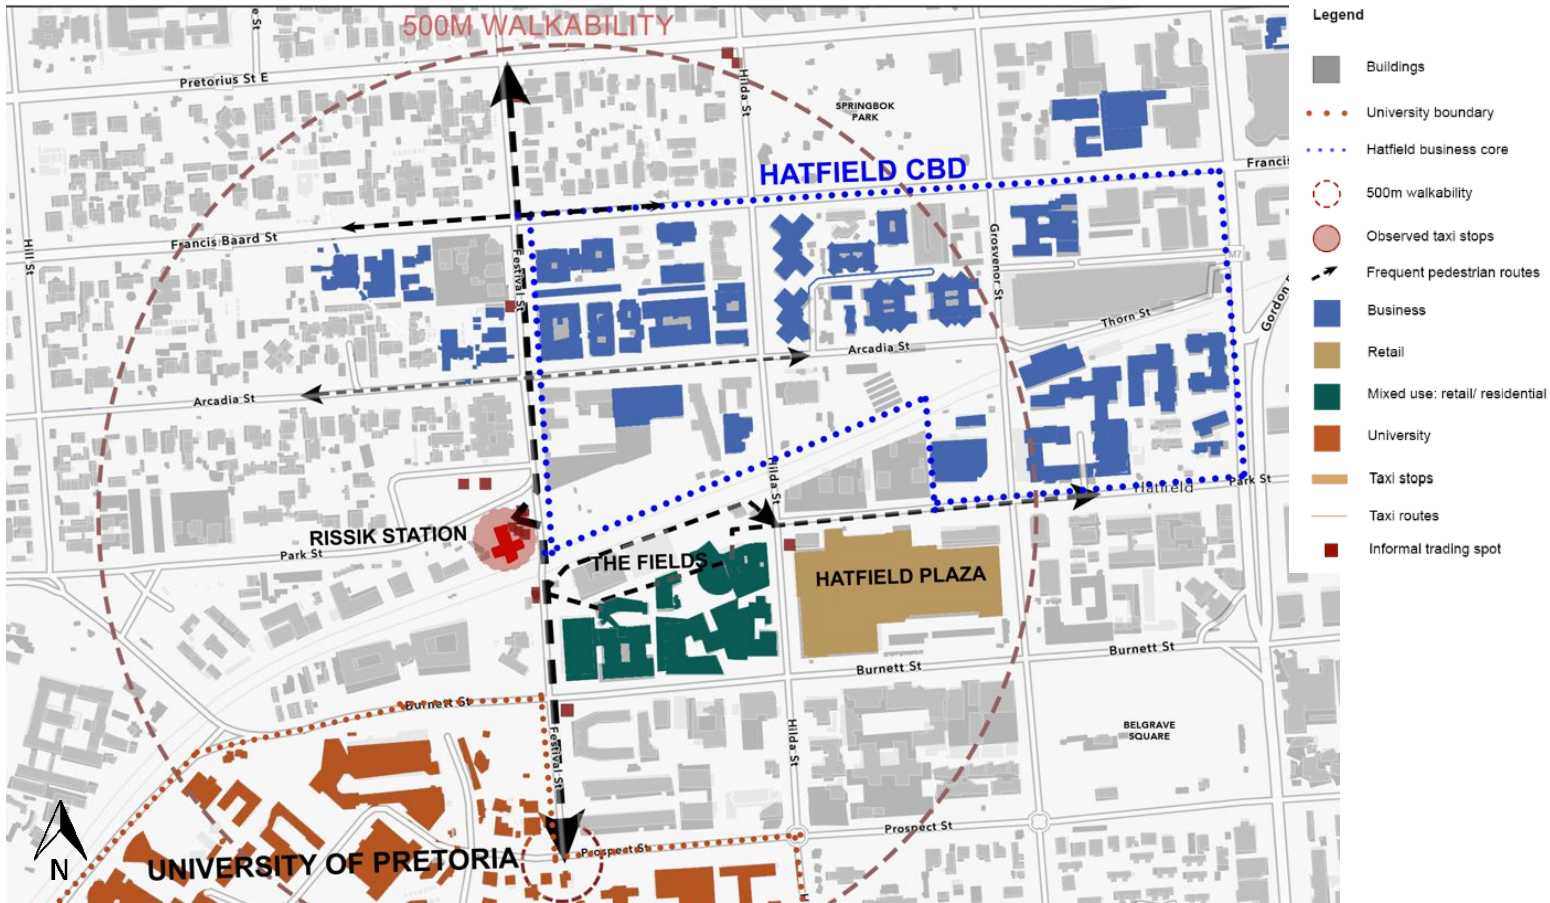 500M WALKABILITY
e St
Pretorius St E
Hilda St
SPRINGBOK
PARK
HATFIELD CBD
Francis
Francis Baard St
Hill St
Festival St
Grosvenor St
M7
Gordon
Thorn St
Arcadia St
Arcadia St
Hilda St
Hatfield
Park St
RISSIK STATION
Park St
THE FIELDS
HATFIELD PLAZA
Burnett St
Burnett St
Burnett St
Festival St
Hilda St
BELGRAVE
SQUARE
Prospect St
Prospect St
UNIVERSITY OF PRETORIA
H
N
Legend
Buildings
University boundary
Hatfield business core
500m walkability
Observed taxi stops
Frequent pedestrian routes
Business
Retail
Mixed use: retail/ residential
University
Taxi stops
Taxi routes
Informal trading spot